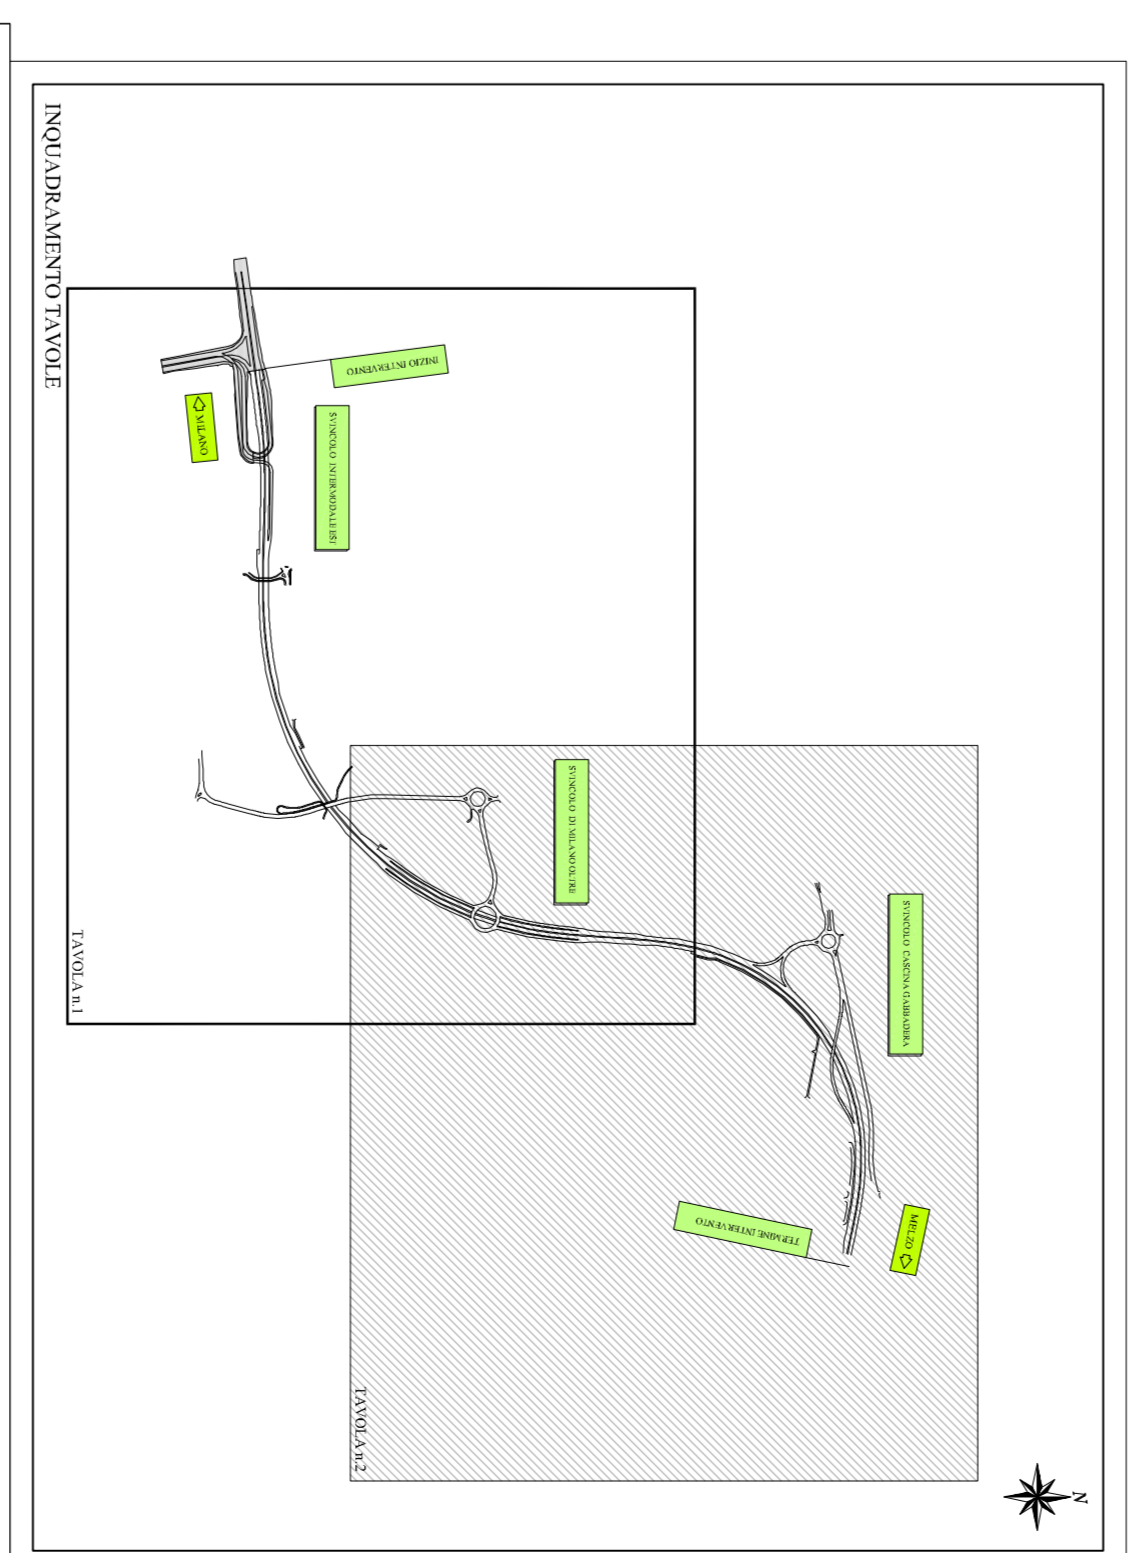 INQUADRAMENTO TAVOLE
INIZIO INTERVENTO
MILANO
SVINCOLO INTERMODALE EST
SVINCOLO DI MILANO OLTRE
SVINCOLO CASCINA GABBADERA
TAVOLA n.1
MELZO
TERMINE INTERVENTO
TAVOLA n.2
N